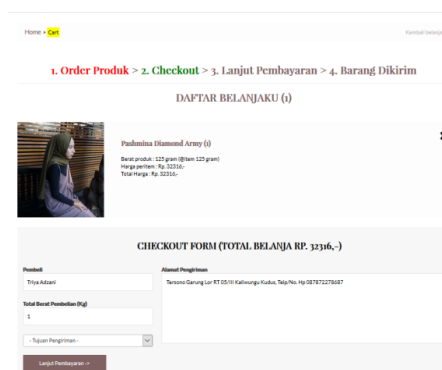 Home » Cart
Kembali belanja
1. Order Produk > 2. Checkout > 3. Lanjut Pembayaran > 4. Barang Dikirim
DAFTAR BELANJAKU (1)
Pashmina Diamond Army (1)
Berat produk : 125 gram (@item 125 gram)
Harga peritem : Rp. 32316,-
Total Harga : Rp. 32316,-
CHECKOUT FORM (TOTAL BELANJA RP. 32316,-)
Pembeli
Alamat Pengiriman
Triya Adzani
Tersono Garung Lor RT 05/III Kaliwungu Kudus, Telp/No. Hp 087872278687
Total Berat Pembelian (Kg)
1
- Tujuan Pengiriman -
Lanjut Pembayaran ->